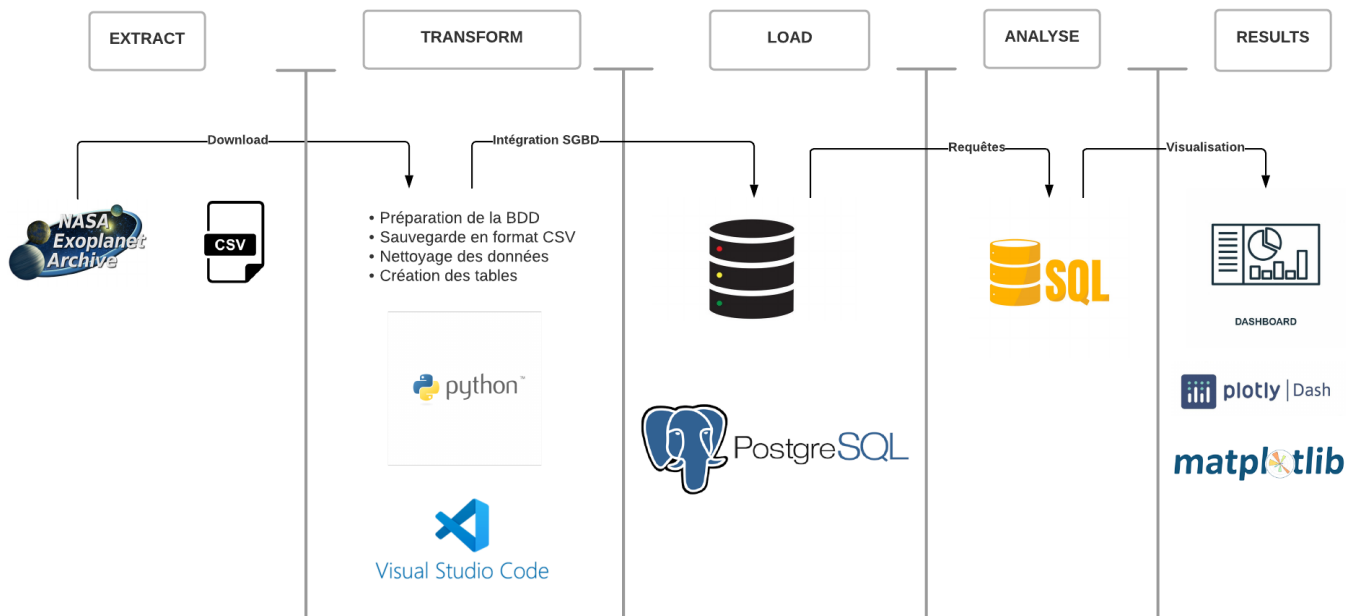 EXTRACT
TRANSFORM
LOAD
ANALYSE
RESULTS
Download
Intégration SGBD
Requêtes
Visualisation
NASA
Exoplanet
Archive
CSV
• Préparation de la BDD
• Sauvegarde en format CSV
• Nettoyage des données
• Création des tables
python™
Visual Studio Code
PostgreSQL
SQL
DASHBOARD
plotly | Dash
matplotlib